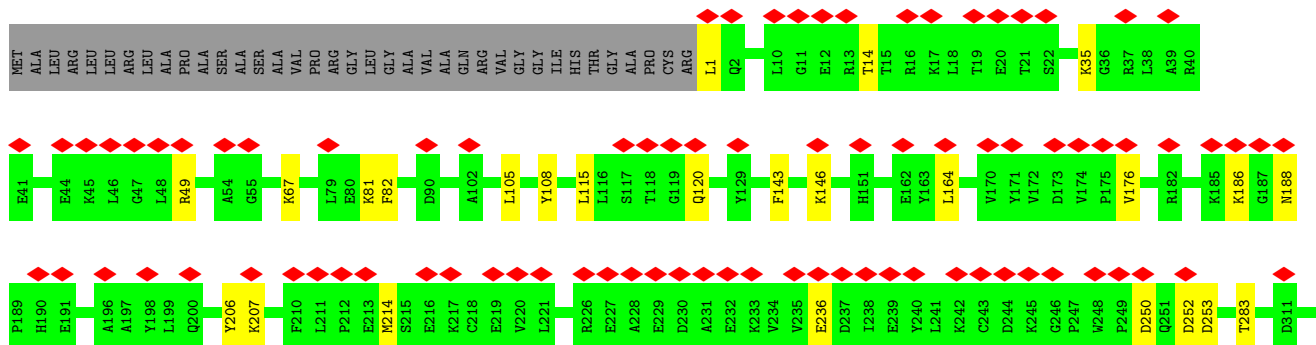 MET ALA LEU ARG LEU LEU ARG LEU ALA PRO ALA SER ALA SER ALA VAL PRO ARG GLY LEU GLY ALA VAL ALA GLN ARG VAL GLY GLY ILE HIS THR GLY ALA PRO CYS ARG L1 Q2 L10 G11 E12 R13 T14 T15 R16 K17 L18 T19 E20 T21 S22 K35 G36 R37 L38 A39 R40
E41 E44 K45 L46 G47 L48 R49 A54 G55 K67 L79 E80 K81 F82 D90 A102 L105 Y108 L115 L116 S117 T118 G119 Q120 Y129 F143 K146 H151 E162 Y163 L164 V170 Y171 V172 D173 V174 P175 V176 R182 K185 K186 G187 N188
P189 H190 E191 A196 A197 Y198 L199 Q200 Y206 K207 F210 L211 P212 E213 M214 S215 E216 K217 C218 E219 V220 L221 R226 E227 A228 E229 D230 A231 E232 K233 V234 V235 E236 D237 I238 E239 Y240 L241 K242 C243 D244 K245 G246 P247 W248 P249 D250 Q251 D252 D253 T283 D311